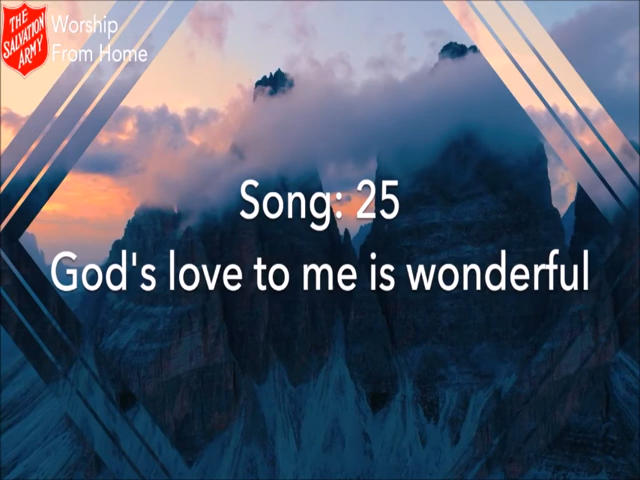 THE
SALVATION
ARMY
Worship
From Home
Song: 25
God's love to me is wonderful